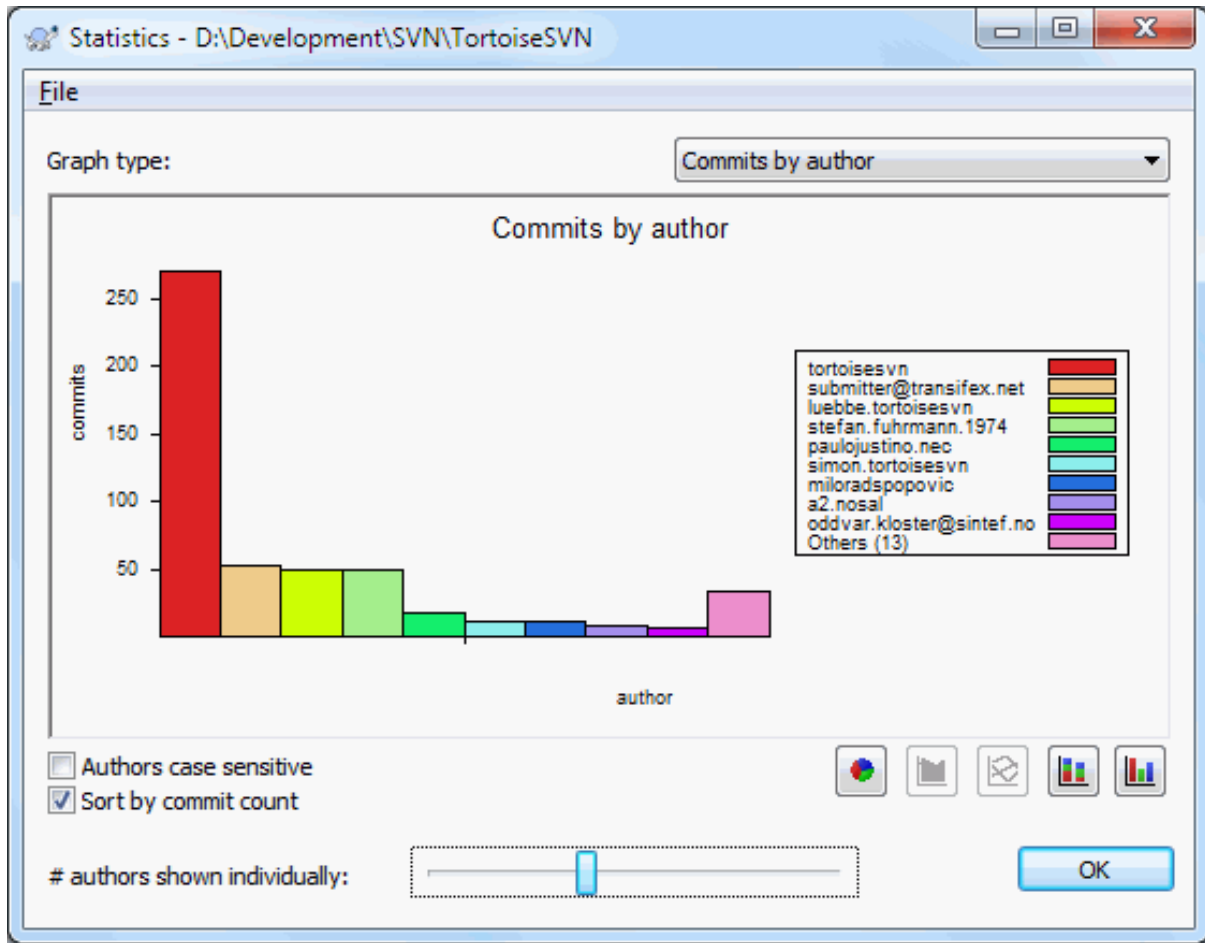 Statistics - D:\Development\SVN\TortoiseSVN
File
Graph type:
Commits by author
Commits by author
250
200
150
100
50
commits
author
tortoisesvn
submitter@transifex.net
luebbe.tortoisesvn
stefan.fuhrmann.1974
paulojustino.nec
simon.tortoisesvn
miloradspopovic
a2.nosal
oddvar.kloster@sintef.no
Others (13)
Authors case sensitive
Sort by commit count
# authors shown individually:
OK